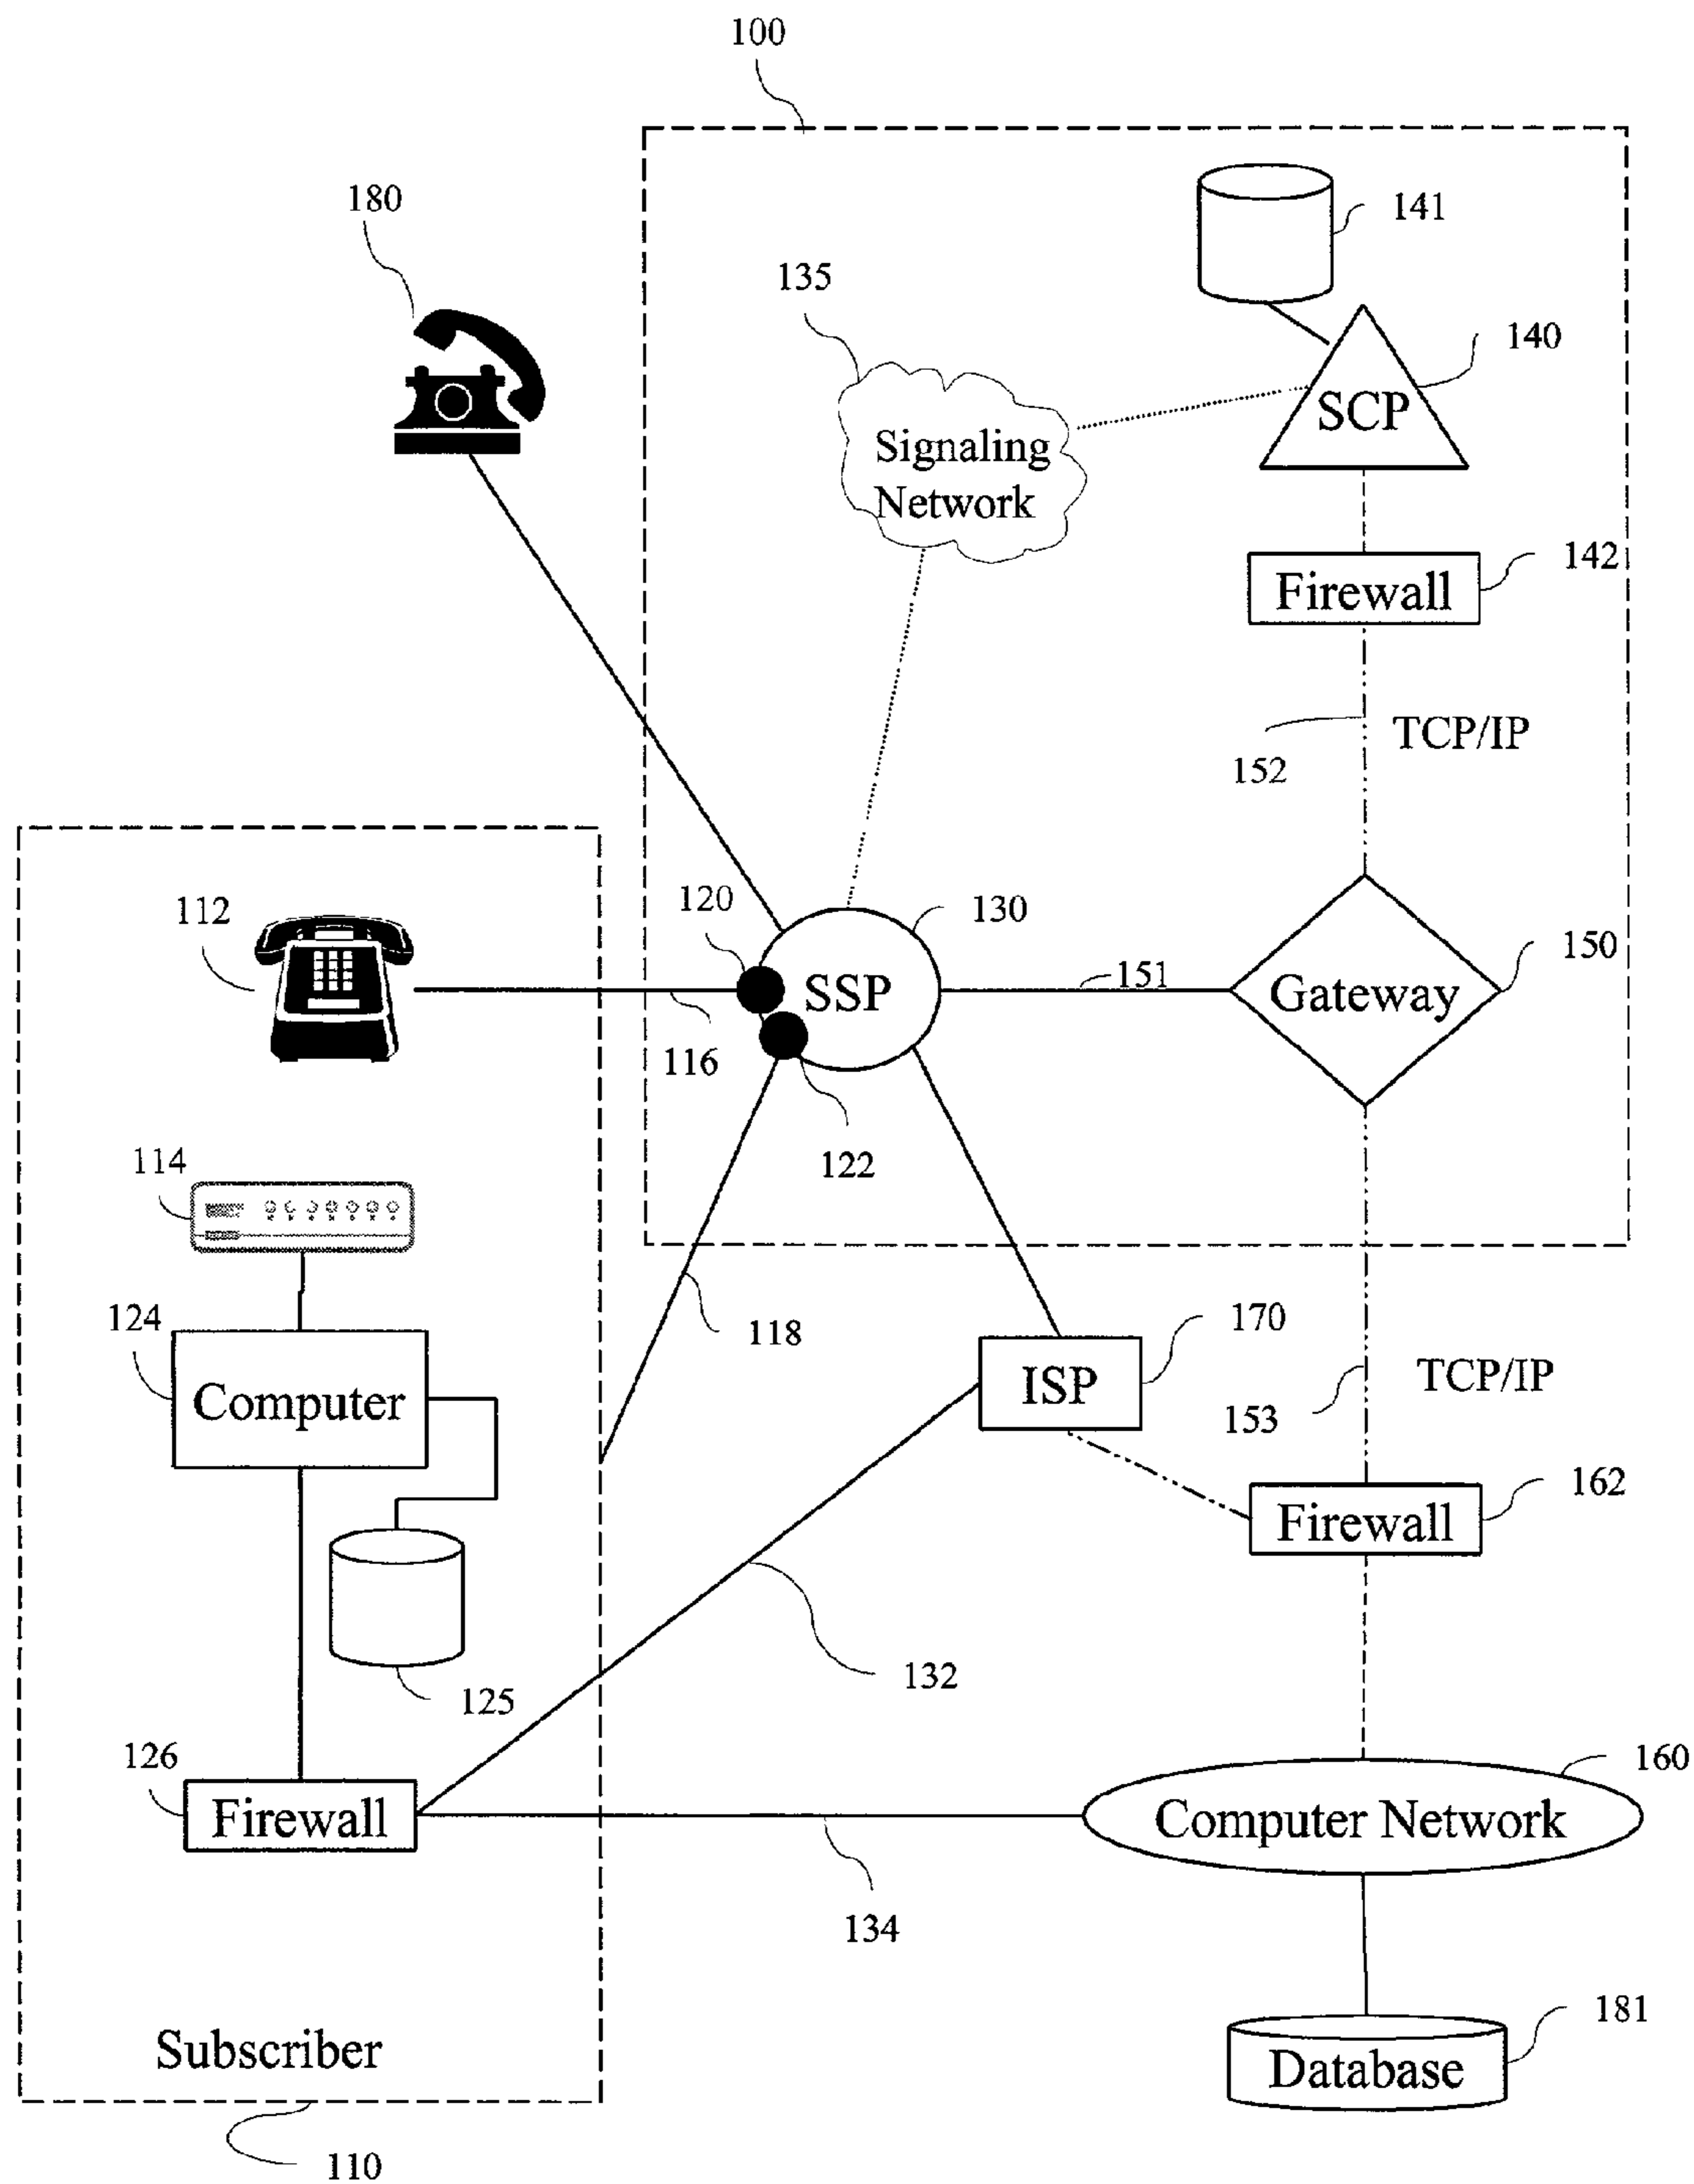 100
180
141
135
140
SCP
Signaling
Network
142
Firewall
TCP/IP
152
120
130
112
150
SSP
151
Gateway
116
122
114
124
118
170
Computer
ISP
TCP/IP
153
162
Firewall
132
125
126
160
Firewall
Computer Network
134
181
Subscriber
Database
110